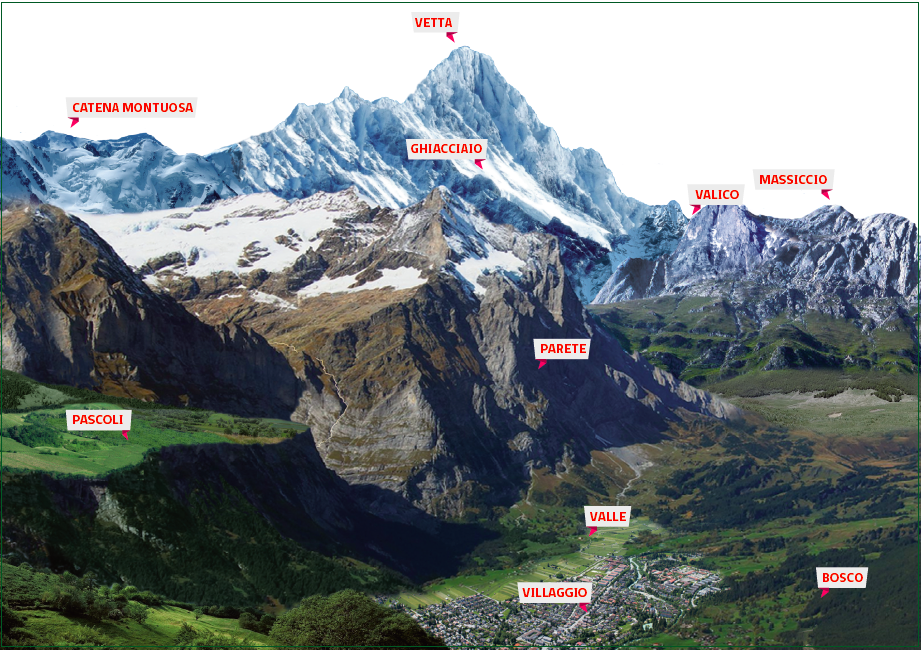 VETTA
CATENA MONTUOSA
GHIACCIAIO
MASSICCIO
VALICO
PARETE
PASCOLI
VALLE
BOSCO
VILLAGGIO